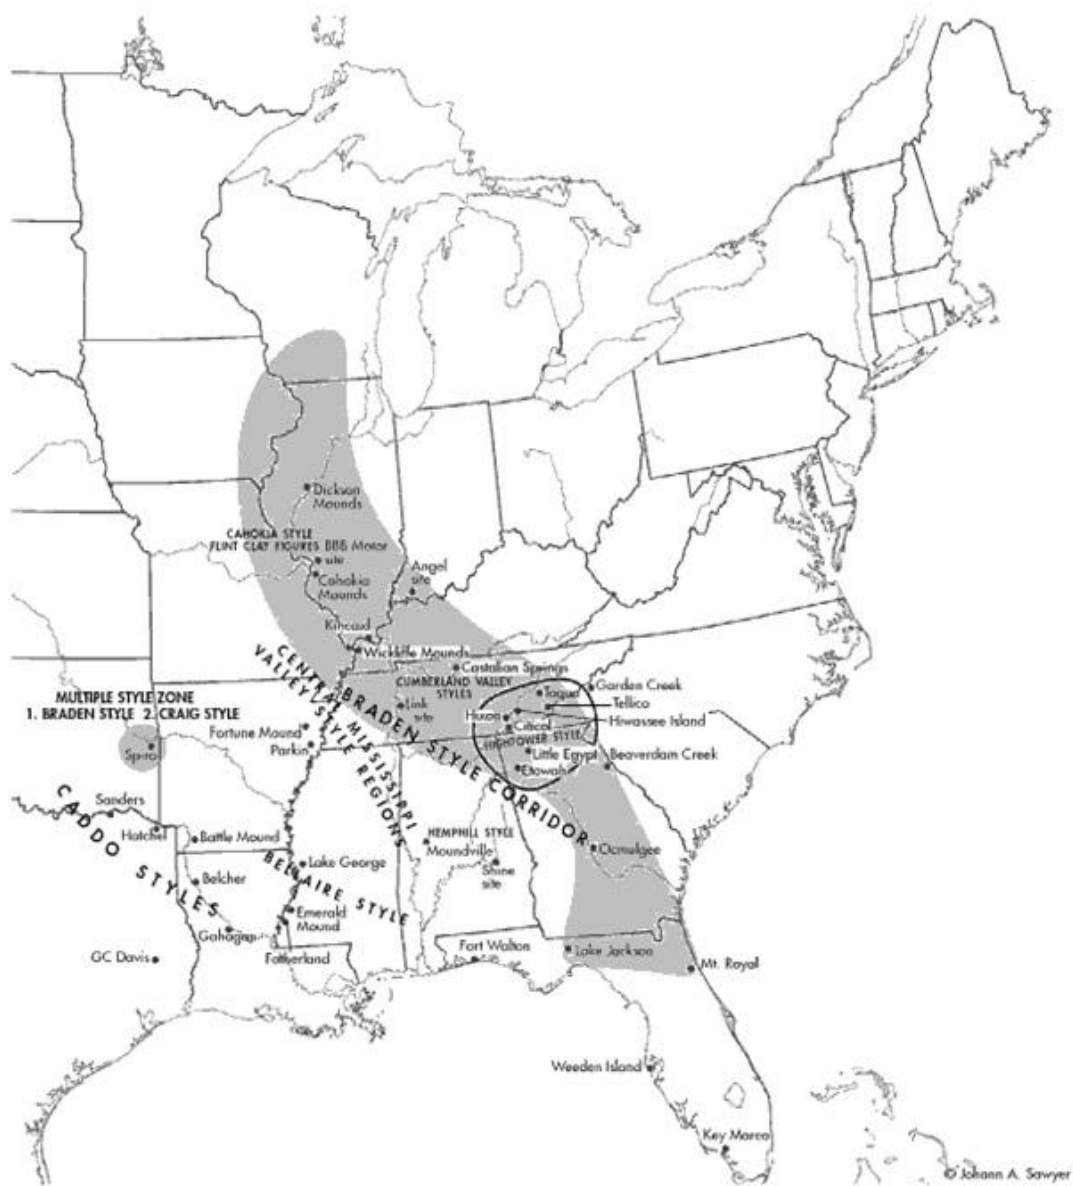 Dickson
Mounds
CAHOKIA STYLE
FLINT CLAY FIGURES
BBB Motor
site
Cahokia
Mounds
Angel
site
Kincaid
Wickliffe Mounds
Castalian Springs
CUMBERLAND VALLEY
STYLES
Link
site
Garden Creek
Toqua
Tellico
Hiwassee Island
Hixon
Citico
HIGHTOWER STYLE
Little Egypt
Beaverdam Creek
Etowah
CENTRAL MISSISSIPPI
VALLEY STYLE REGIONS
BRADEN STYLE CORRIDOR
MULTIPLE STYLE ZONE
1. BRADEN STYLE 2. CRAIG STYLE
Spiro
Fortune Mound
Parkin
Sanders
Hatchel
Battle Mound
CADDO STYLES
Belcher
Gahagan
GC Davis
Lake George
BELLAIRE STYLE
Emerald
Mound
Fatherland
HEMPHILL STYLE
Moundville
Shine
site
Ocmulgee
Fort Walton
Lake Jackson
Mt. Royal
Weeden Island
Key Marco
© Johann A. Sawyer